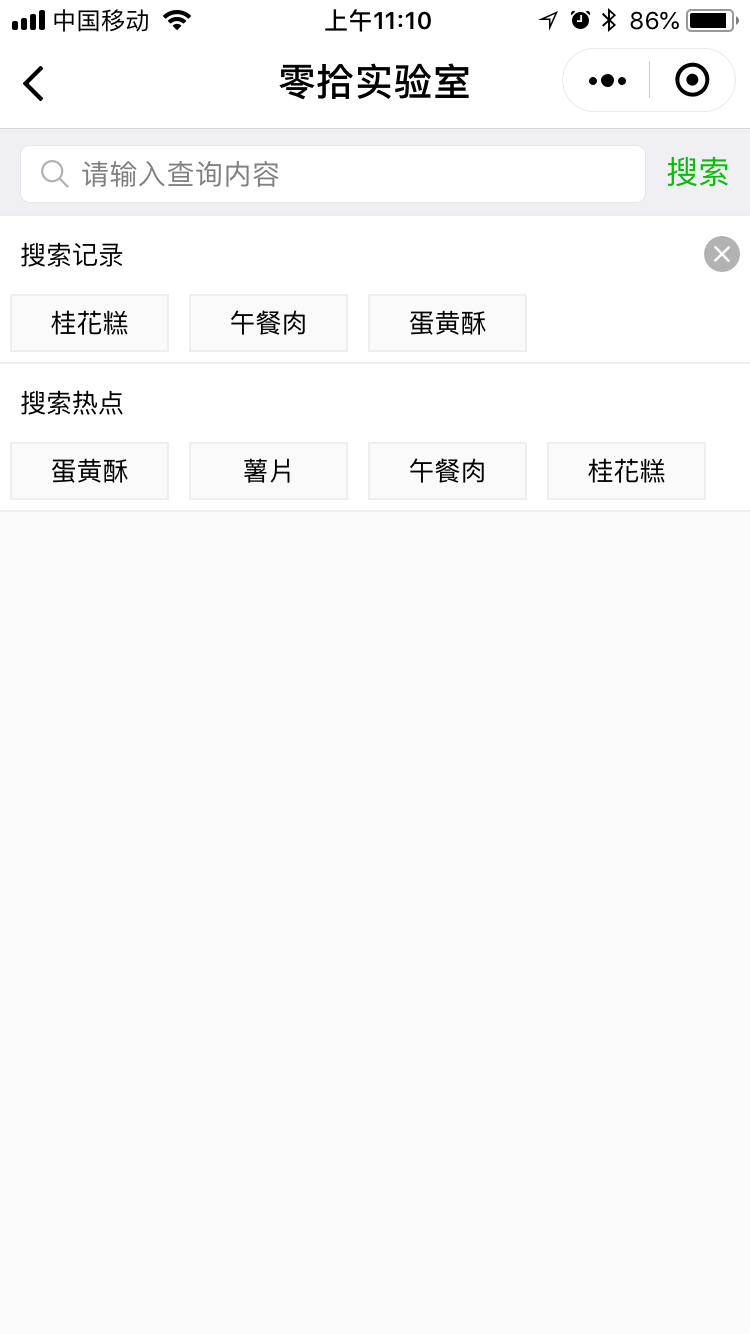 中国移动 上午11:10 86%
零拾实验室
请输入查询内容 搜索
搜索记录
桂花糕 午餐肉 蛋黄酥
搜索热点
蛋黄酥 薯片 午餐肉 桂花糕